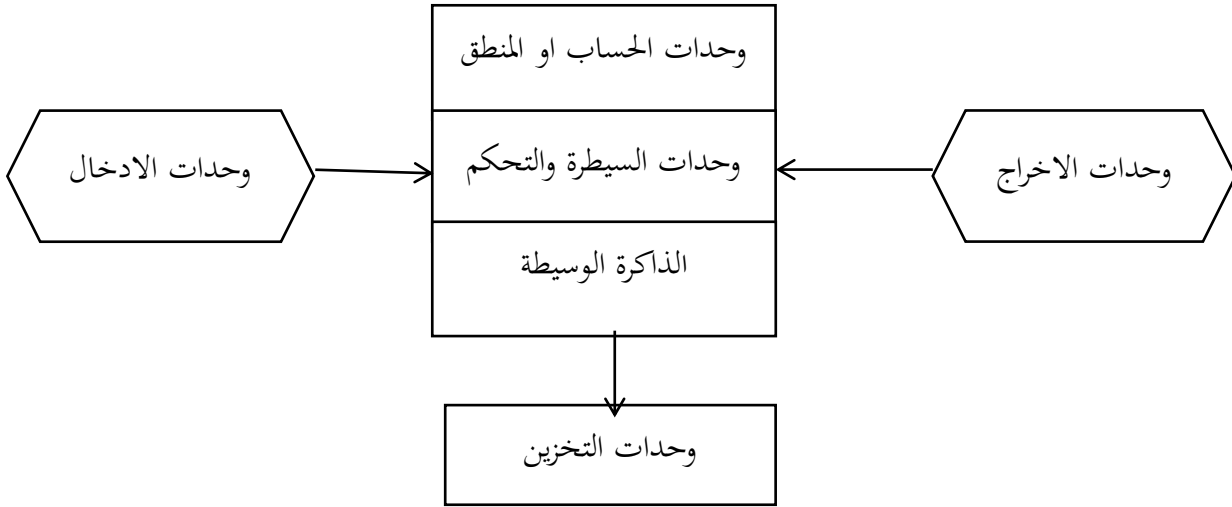 وحدات الحساب او المنطق
وحدات الاخراج
وحدات السيطرة والتحكم
وحدات الادخال
الذاكرة الوسيطة
وحدات التخزين